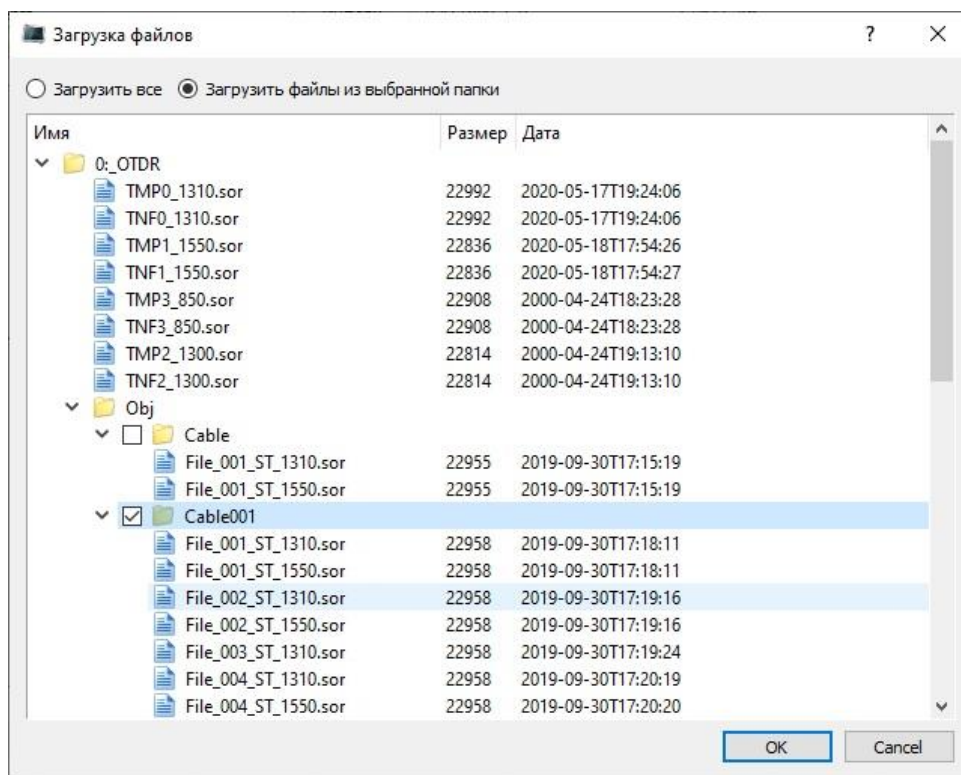 Загрузка файлов ?
Загрузить все Загрузить файлы из выбранной папки
Имя Размер Дата
0:_OTDR
TMP0_1310.sor 22992 2020-05-17T19:24:06
TNF0_1310.sor 22992 2020-05-17T19:24:06
TMP1_1550.sor 22836 2020-05-18T17:54:26
TNF1_1550.sor 22836 2020-05-18T17:54:27
TMP3_850.sor 22908 2000-04-24T18:23:28
TNF3_850.sor 22908 2000-04-24T18:23:28
TMP2_1300.sor 22814 2000-04-24T19:13:10
TNF2_1300.sor 22814 2000-04-24T19:13:10
Obj
Cable
File_001_ST_1310.sor 22955 2019-09-30T17:15:19
File_001_ST_1550.sor 22955 2019-09-30T17:15:19
Cable001
File_001_ST_1310.sor 22958 2019-09-30T17:18:11
File_001_ST_1550.sor 22958 2019-09-30T17:18:11
File_002_ST_1310.sor 22958 2019-09-30T17:19:16
File_002_ST_1550.sor 22958 2019-09-30T17:19:16
File_003_ST_1310.sor 22958 2019-09-30T17:19:24
File_004_ST_1310.sor 22958 2019-09-30T17:20:19
File_004_ST_1550.sor 22958 2019-09-30T17:20:20
OK Cancel